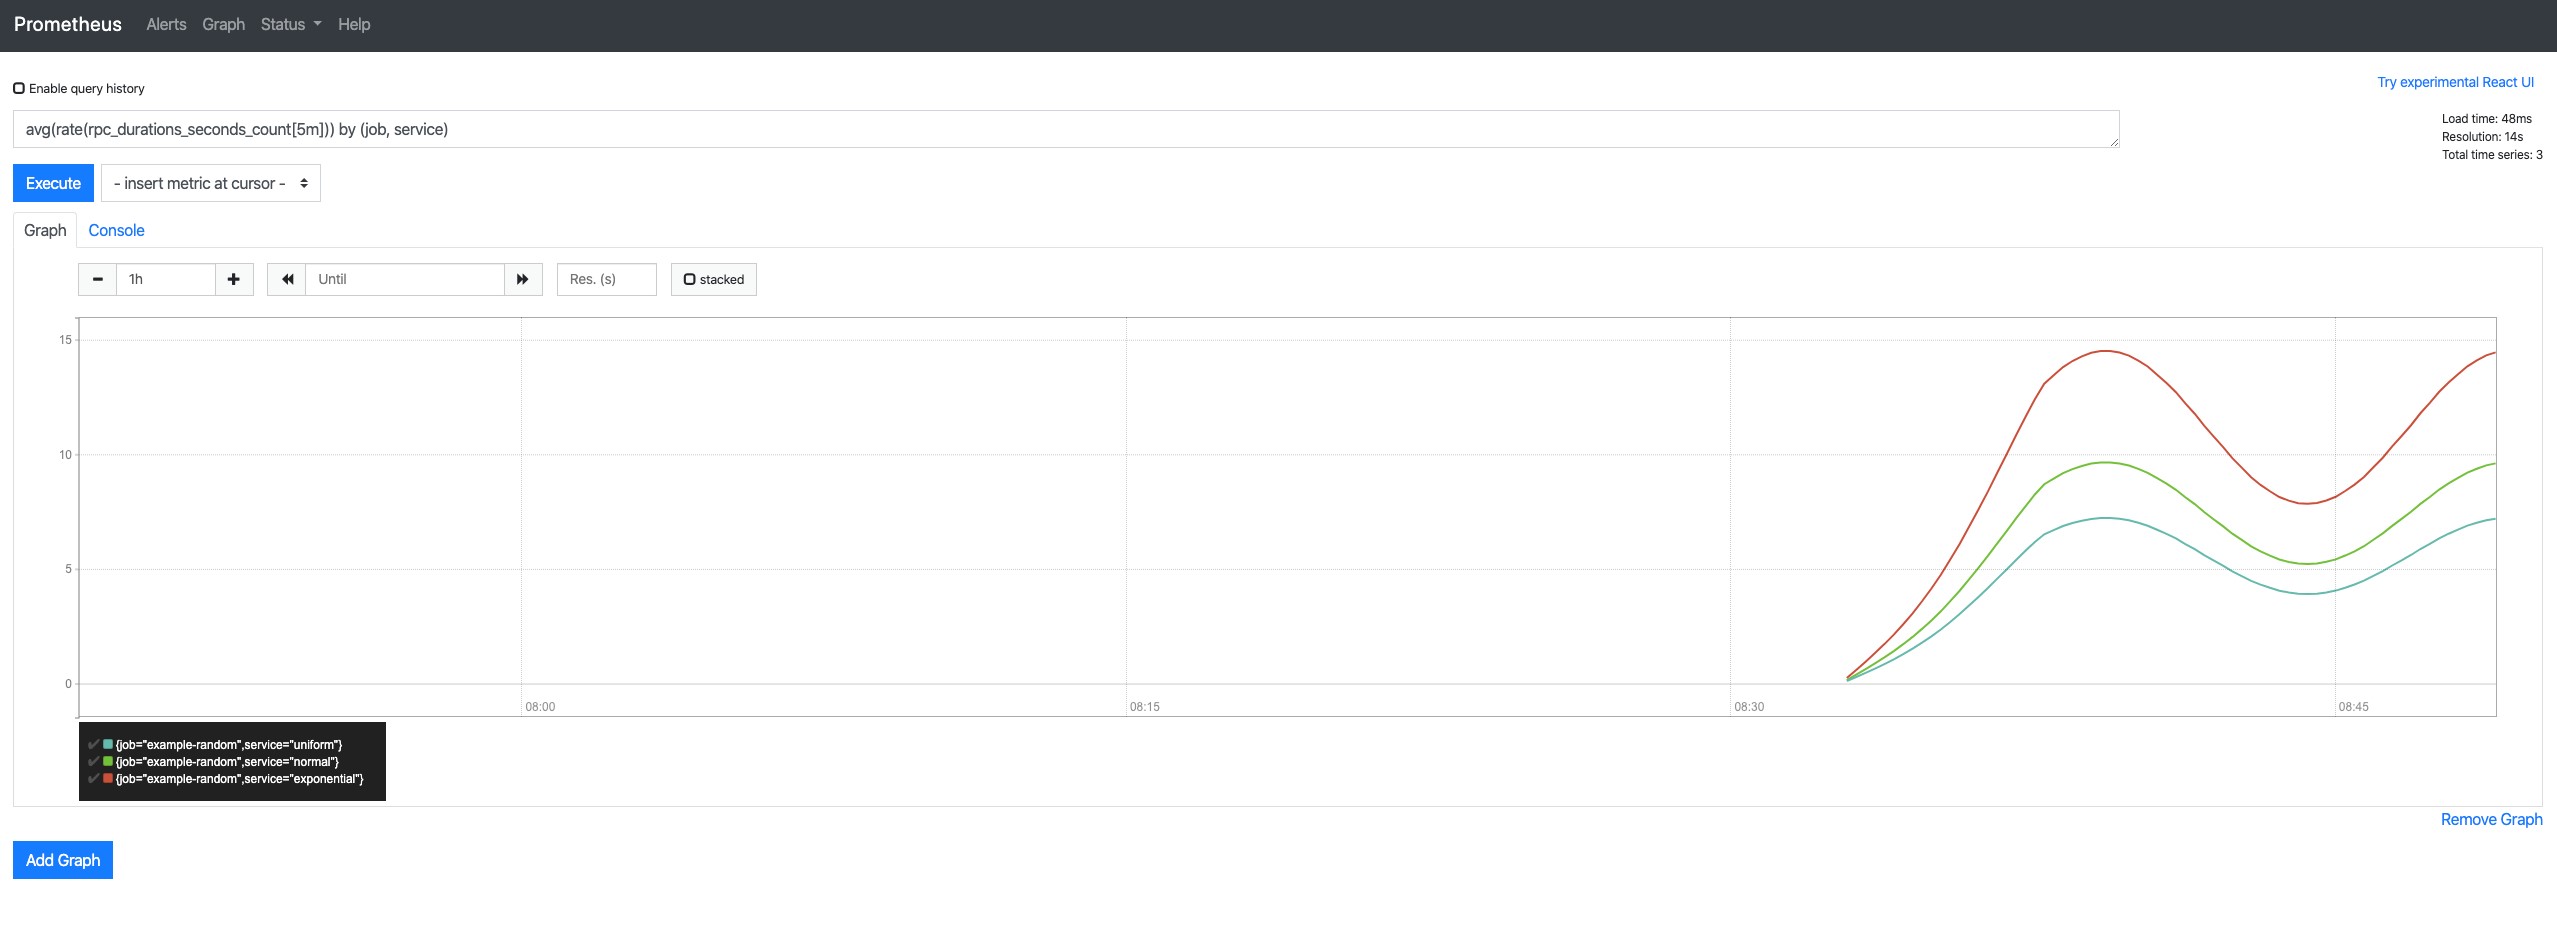 Prometheus Alerts Graph Status Help
Enable query history
Try experimental React UI
avg(rate(rpc_durations_seconds_count[5m])) by (job, service)
Load time: 48ms
Resolution: 14s
Total time series: 3
Execute - insert metric at cursor -
Graph Console
1h Until Res. (s) stacked
15
10
5
0
08:00 08:15 08:30 08:45
{job="example-random",service="uniform"}
{job="example-random",service="normal"}
{job="example-random",service="exponential"}
Remove Graph
Add Graph